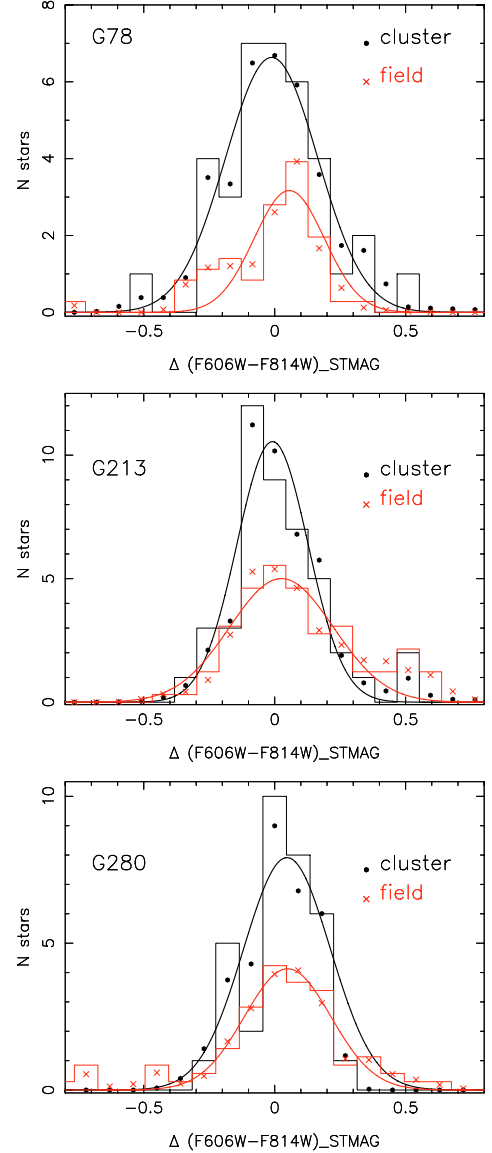 8
G78
cluster
field
6
4
2
0
N stars
−0.5 0 0.5
Δ (F606W−F814W)_STMAG
G213
cluster
field
10
5
0
N stars
−0.5 0 0.5
Δ (F606W−F814W)_STMAG
10
G280
cluster
field
5
0
N stars
−0.5 0 0.5
Δ (F606W−F814W)_STMAG